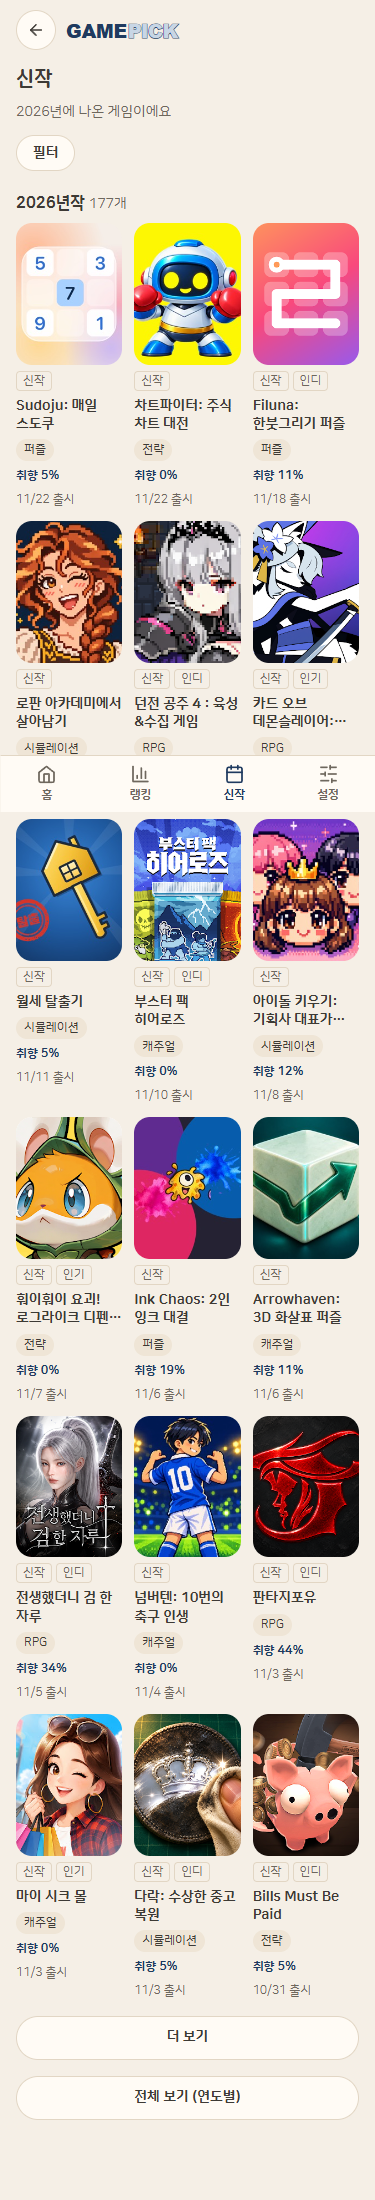 GAMEPICK
신작
2026년에 나온 게임이에요
필터
2026년작 177개
5 3
7
9 1
신작
Sudoju: 매일
스도쿠
퍼즐
취향 5%
11/22 출시
신작
차트파이터: 주식
차트 대전
전략
취향 0%
11/22 출시
신작 인디
Filuna:
한붓그리기 퍼즐
퍼즐
취향 11%
11/18 출시
신작
로판 아카데미에서
살아남기
시뮬레이션
신작 인디
던전 공주 4 : 육성
&수집 게임
RPG
신작 인기
카드 오브
데몬슬레이어:…
RPG
홈
랭킹
신작
설정
탈출
신작
월세 탈출기
시뮬레이션
취향 5%
11/11 출시
부스터 팩
히어로즈
신작 인디
부스터 팩
히어로즈
캐주얼
취향 0%
11/10 출시
신작
아이돌 키우기:
기획사 대표가…
시뮬레이션
취향 12%
11/8 출시
신작 인기
훠이훠이 요괴!
로그라이크 디펜…
전략
취향 0%
11/7 출시
신작
Ink Chaos: 2인
잉크 대결
퍼즐
취향 19%
11/6 출시
신작
Arrowhaven:
3D 화살표 퍼즐
캐주얼
취향 11%
11/6 출시
전생했더니
검 한 자루
신작 인디
전생했더니 검 한
자루
RPG
취향 34%
11/5 출시
10
신작
넘버텐: 10번의
축구 인생
캐주얼
취향 0%
11/4 출시
신작 인디
판타지포유
RPG
취향 44%
11/3 출시
신작 인기
마이 시크 몰
캐주얼
취향 0%
11/3 출시
신작 인디
다락: 수상한 중고
복원
시뮬레이션
취향 5%
11/3 출시
신작 인디
Bills Must Be
Paid
전략
취향 5%
10/31 출시
더 보기
전체 보기 (연도별)